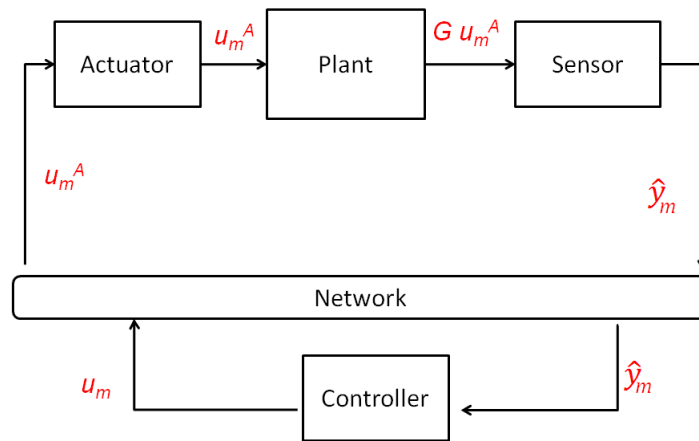 u_m^A
G u_m^A
Actuator
Plant
Sensor
u_m^A
ŷ_m
Network
u_m
Controller
ŷ_m